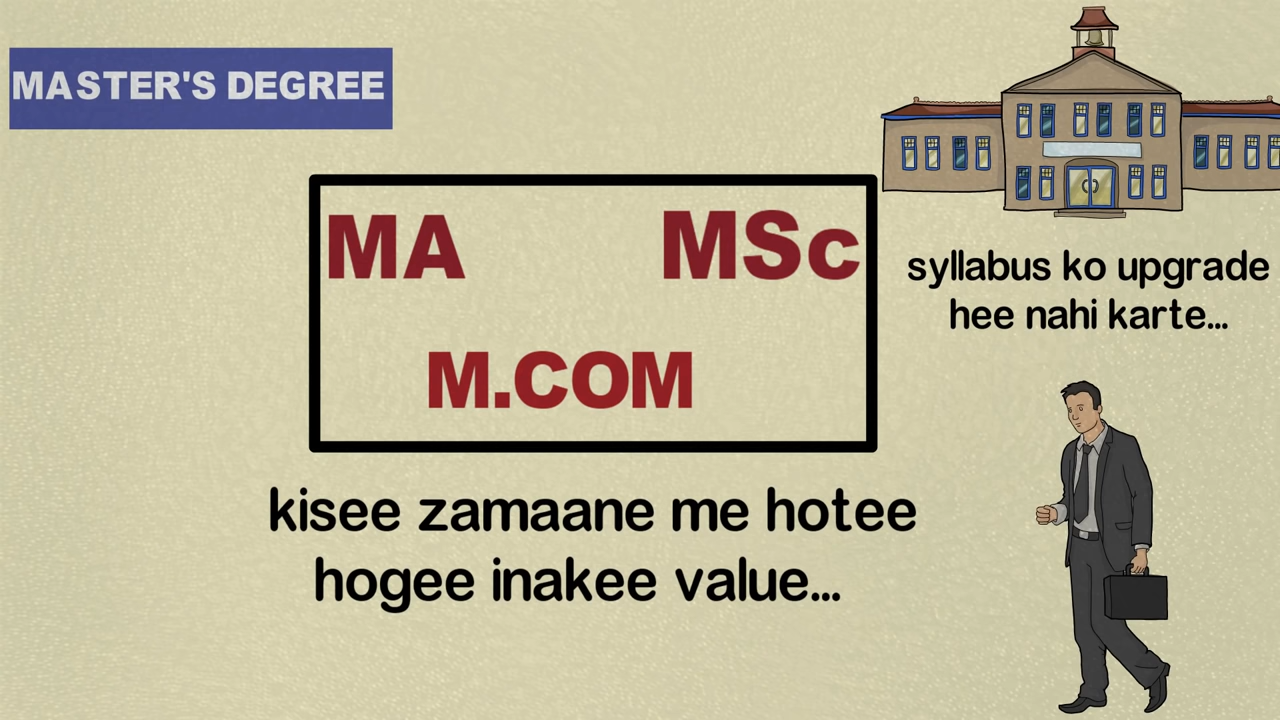 MASTER'S DEGREE
MA MSc
M.COM
syllabus ko upgrade
hee nahi karte...
kisee zamaane me hotee
hogee inakee value...